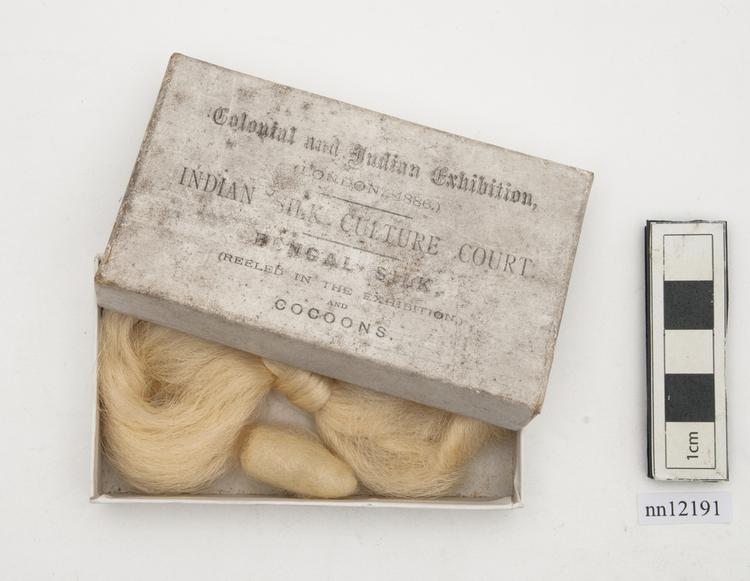 Colonial and Indian Exhibition,
(LONDON, 1886.)
INDIAN SILK CULTURE COURT
BENGAL SILK
(REELED IN THE EXHIBITION,)
AND
COCOONS.
1cm
nn12191